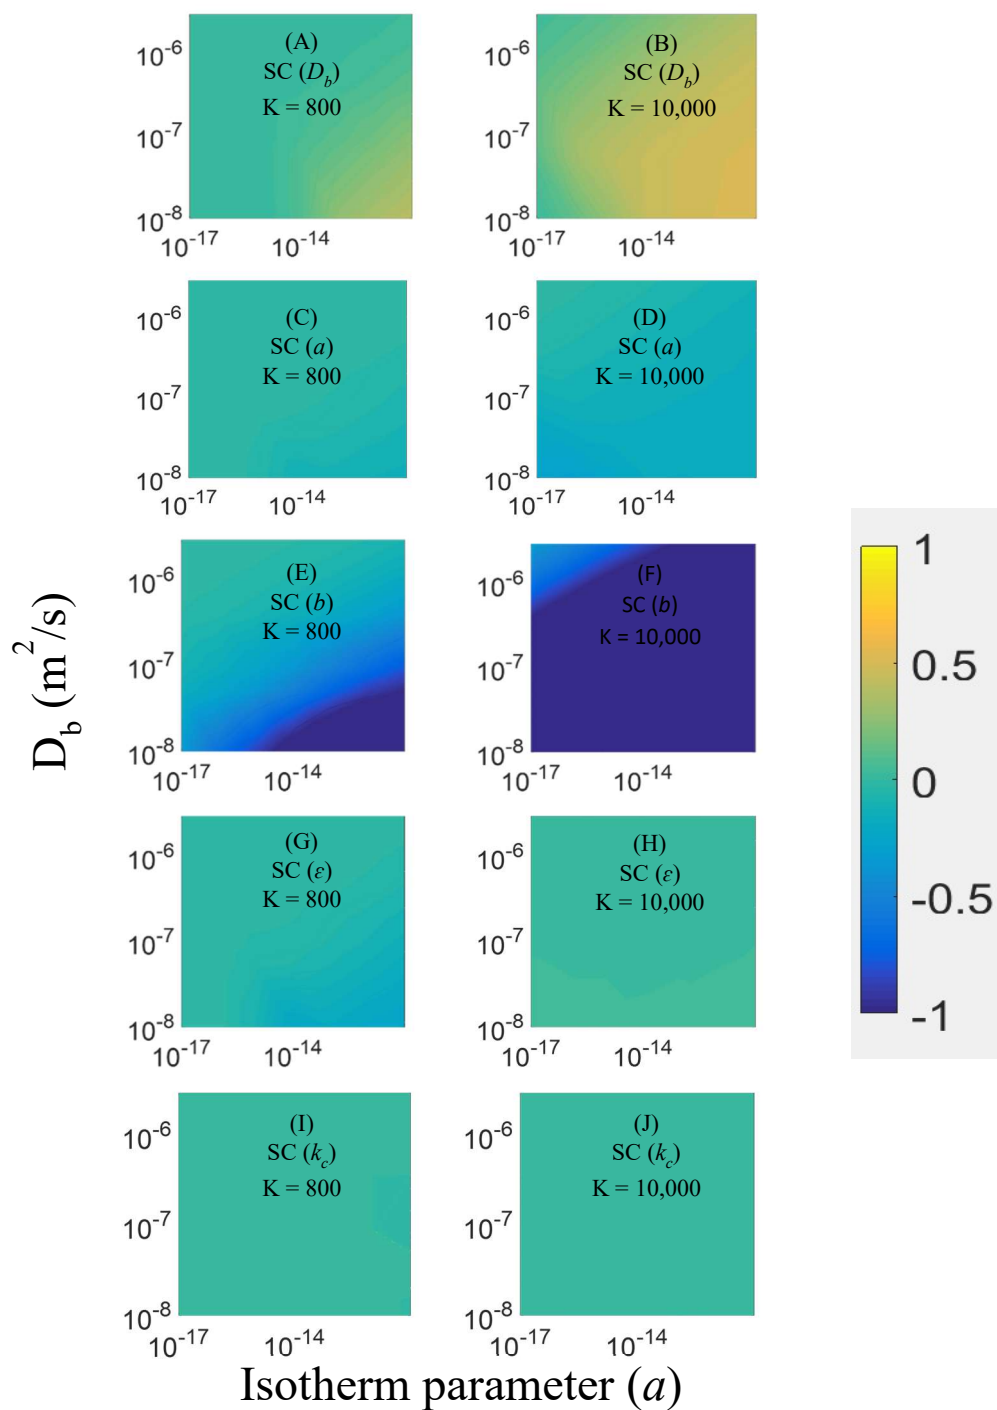 (A)
SC (D_b)
K = 800
10^-6
10^-7
10^-8
10^-17
10^-14
(B)
SC (D_b)
K = 10,000
10^-6
10^-7
10^-8
10^-17
10^-14
(C)
SC (a)
K = 800
10^-6
10^-7
10^-8
10^-17
10^-14
(D)
SC (a)
K = 10,000
10^-6
10^-7
10^-8
10^-17
10^-14
(E)
SC (b)
K = 800
10^-6
10^-7
10^-8
10^-17
10^-14
(F)
SC (b)
K = 10,000
10^-6
10^-7
10^-8
10^-17
10^-14
(G)
SC (ε)
K = 800
10^-6
10^-7
10^-8
10^-17
10^-14
(H)
SC (ε)
K = 10,000
10^-6
10^-7
10^-8
10^-17
10^-14
(I)
SC (k_c)
K = 800
10^-6
10^-7
10^-8
10^-17
10^-14
(J)
SC (k_c)
K = 10,000
10^-6
10^-7
10^-8
10^-17
10^-14
D_b (m^2/s)
Isotherm parameter (a)
1
0.5
0
-0.5
-1